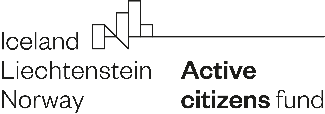 Iceland
Liechtenstein
Norway
Active
citizens fund